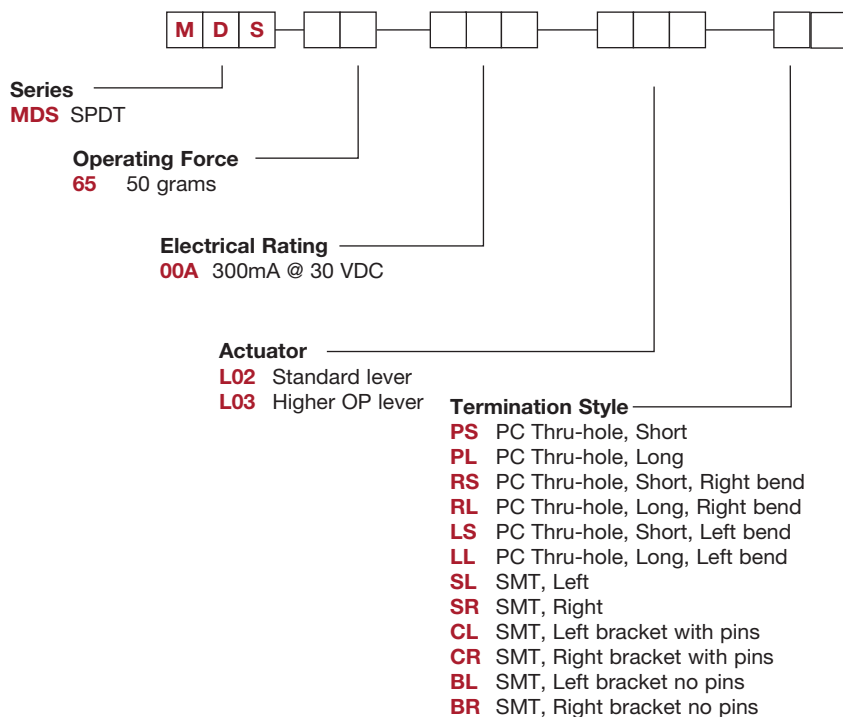 M D S
Series
MDS SPDT
Operating Force
65 50 grams
Electrical Rating
00A 300mA @ 30 VDC
Actuator
L02 Standard lever
L03 Higher OP lever
Termination Style
PS PC Thru-hole, Short
PL PC Thru-hole, Long
RS PC Thru-hole, Short, Right bend
RL PC Thru-hole, Long, Right bend
LS PC Thru-hole, Short, Left bend
LL PC Thru-hole, Long, Left bend
SL SMT, Left
SR SMT, Right
CL SMT, Left bracket with pins
CR SMT, Right bracket with pins
BL SMT, Left bracket no pins
BR SMT, Right bracket no pins